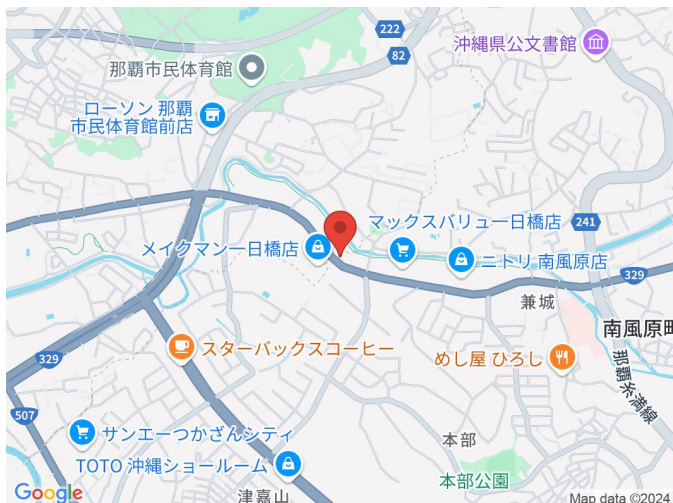 222
沖縄県公文書館
82
那覇市民体育館
ローソン 那覇
市民体育館前店
マックスバリュ一日橋店
241
メイクマン一日橋店
ニトリ 南風原店
329
兼城
南風原町
スターバックスコーヒー
めし屋 ひろし
329
那覇糸満線
507
サンエーつかざんシティ
本部
TOTO 沖縄ショールーム
本部公園
津嘉山
Google
Map data ©2024